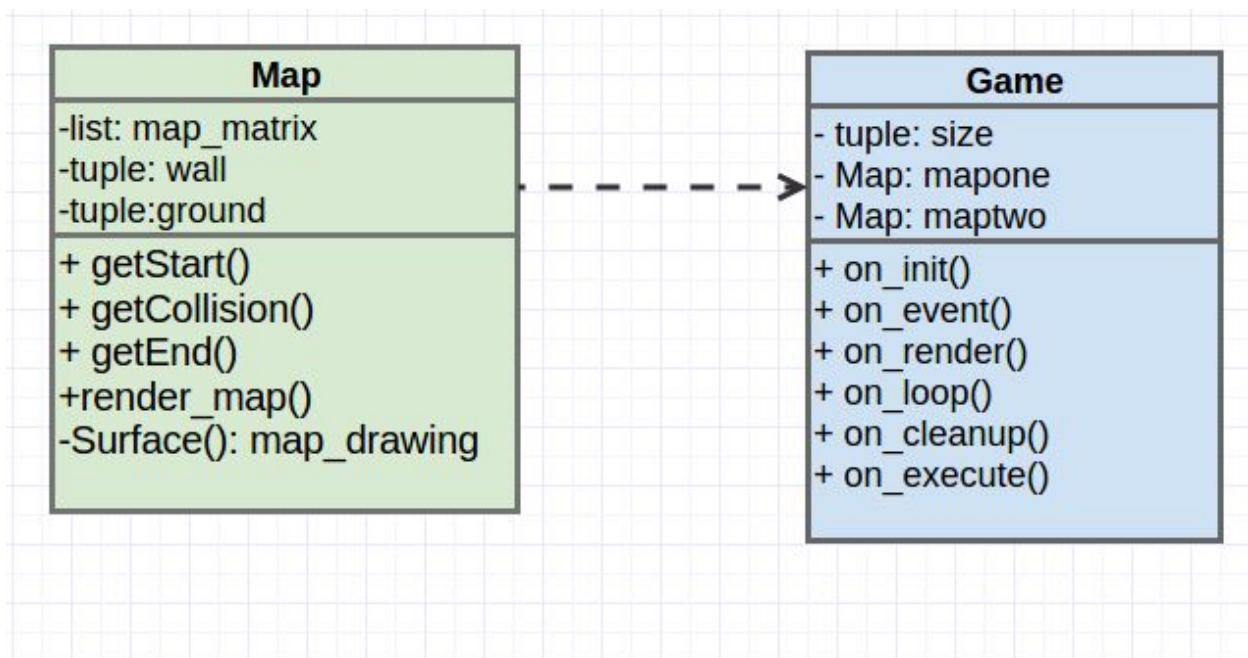 Map
-list: map_matrix
-tuple: wall
-tuple:ground
+ getStart()
+ getCollision()
+ getEnd()
+render_map()
-Surface(): map_drawing
Game
- tuple: size
- Map: mapone
- Map: maptwo
+ on_init()
+ on_event()
+ on_render()
+ on_loop()
+ on_cleanup()
+ on_execute()